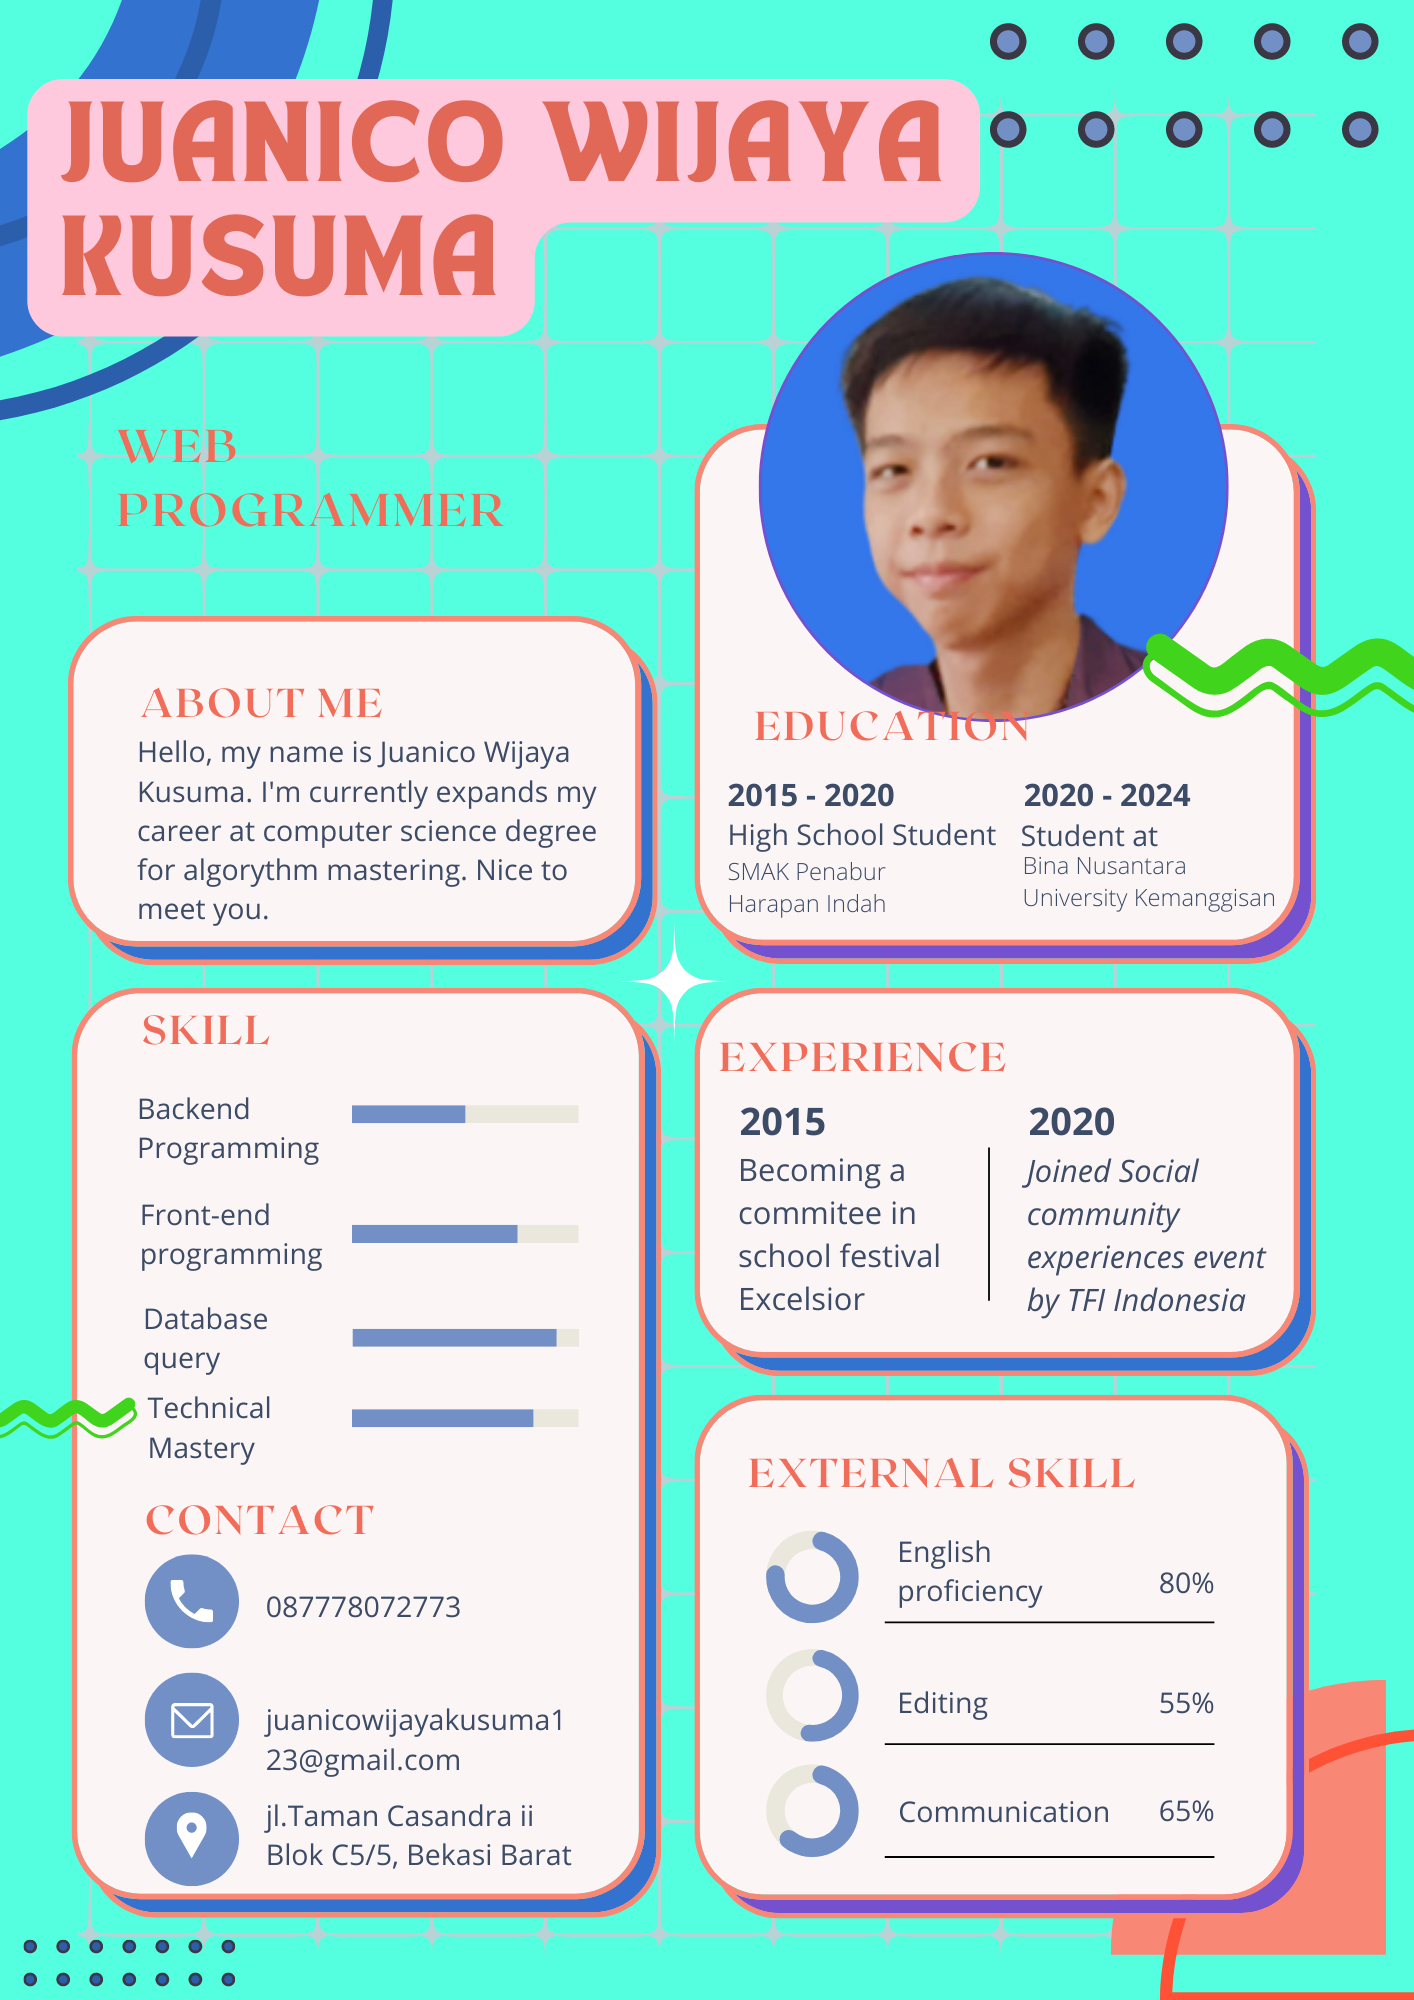 JUANICO WIJAYA
KUSUMA
WEB
PROGRAMMER
ABOUT ME
Hello, my name is Juanico Wijaya
Kusuma. I'm currently expands my
career at computer science degree
for algorythm mastering. Nice to
meet you.
EDUCATION
2015 - 2020
High School Student
SMAK Penabur
Harapan Indah
2020 - 2024
Student at
Bina Nusantara
University Kemanggisan
SKILL
Backend
Programming
Front-end
programming
Database
query
Technical
Mastery
CONTACT
087778072773
juanicowijayakusuma1
23@gmail.com
jl.Taman Casandra ii
Blok C5/5, Bekasi Barat
EXPERIENCE
2015
Becoming a
commitee in
school festival
Excelsior
2020
Joined Social
community
experiences event
by TFI Indonesia
EXTERNAL SKILL
English
proficiency
80%
Editing
55%
Communication
65%